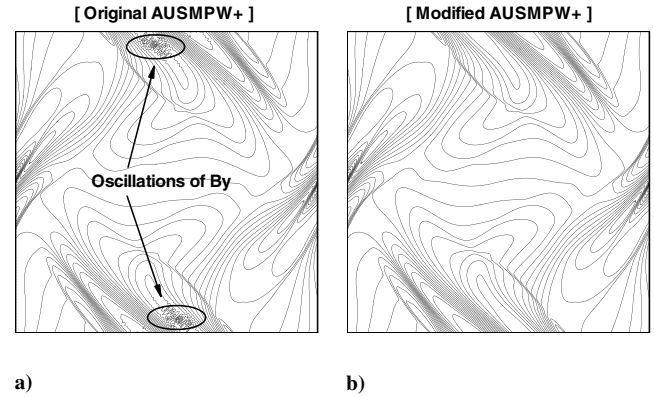 [ Original AUSMPW+ ]
[ Modified AUSMPW+ ]
Oscillations of By
a)
b)